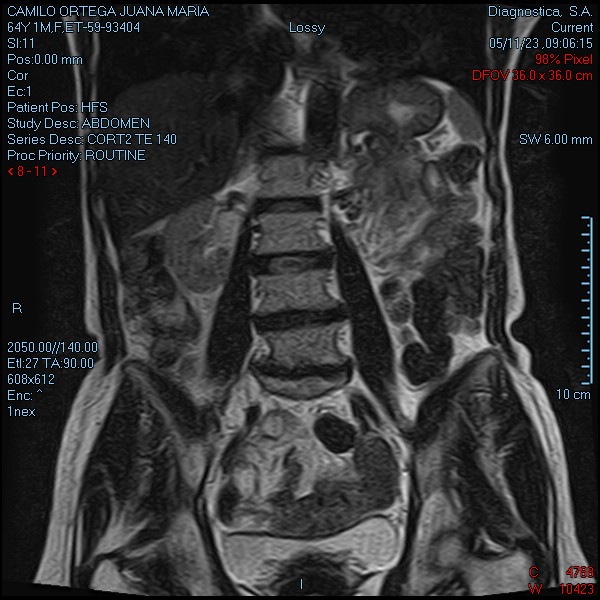 CAMILO ORTEGA JUANA MARIA
64Y 1M,F,ET-59-93404
Sl:11
Pos:0.00 mm
Cor
Ec:1
Patient Pos: HFS
Study Desc: ABDOMEN
Series Desc: CORT2 TE 140
Proc Priority: ROUTINE
< 8 - 11 >
Lossy
Diagnostica, S.A.
Current
05/11/23 ,09:06:15
98% Pixel
DFOV 36.0 x 36.0 cm
SW 6.00 mm
R
2050.00//140.00
Etl:27 TA:90.00
608x612
Enc: ^
1nex
10 cm
I
C 4789
W 10423